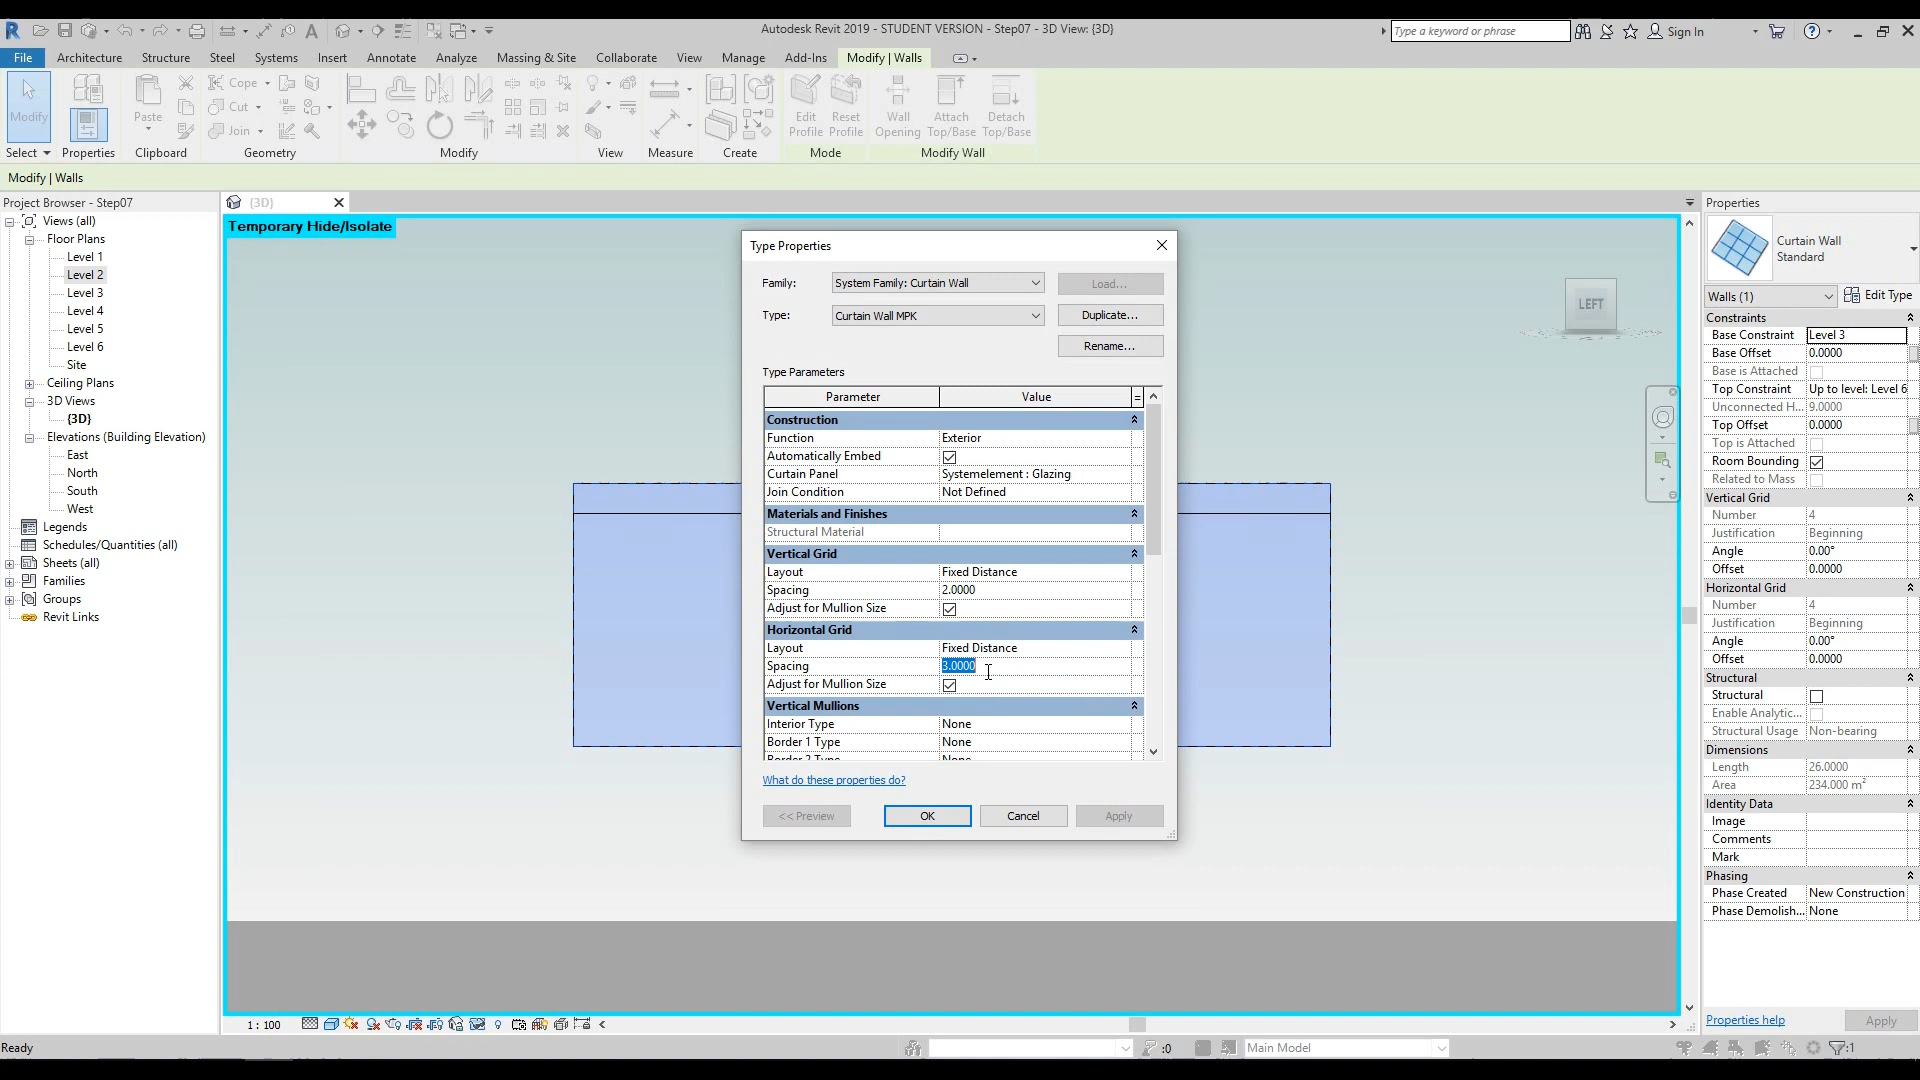 Autodesk Revit 2019 - STUDENT VERSION - Step07 - 3D View: {3D}
Type a keyword or phrase
Sign In
File
Architecture
Structure
Steel
Systems
Insert
Annotate
Analyze
Massing & Site
Collaborate
View
Manage
Add-Ins
Modify | Walls
Modify
Paste
Cope
Cut
Join
Edit Profile
Reset Profile
Wall Opening
Attach Top/Base
Detach Top/Base
Select
Properties
Clipboard
Geometry
Modify
View
Measure
Create
Mode
Modify Wall
Modify | Walls
Project Browser - Step07
Views (all)
Floor Plans
Level 1
Level 2
Level 3
Level 4
Level 5
Level 6
Site
Ceiling Plans
3D Views
{3D}
Elevations (Building Elevation)
East
North
South
West
Legends
Schedules/Quantities (all)
Sheets (all)
Families
Groups
Revit Links
{3D}
Temporary Hide/Isolate
LEFT
Type Properties
Family: System Family: Curtain Wall Load...
Type: Curtain Wall MPK Duplicate...
Rename...
Type Parameters
Parameter Value =
Construction
Function Exterior
Automatically Embed
Curtain Panel Systemelement : Glazing
Join Condition Not Defined
Materials and Finishes
Structural Material
Vertical Grid
Layout Fixed Distance
Spacing 2.0000
Adjust for Mullion Size
Horizontal Grid
Layout Fixed Distance
Spacing 3.0000
Adjust for Mullion Size
Vertical Mullions
Interior Type None
Border 1 Type None
Border 2 Type None
What do these properties do?
<< Preview OK Cancel Apply
Properties
Curtain Wall
Standard
Walls (1) Edit Type
Constraints
Base Constraint Level 3
Base Offset 0.0000
Base is Attached
Top Constraint Up to level: Level 6
Unconnected H... 9.0000
Top Offset 0.0000
Top is Attached
Room Bounding
Related to Mass
Vertical Grid
Number 4
Justification Beginning
Angle 0.00°
Offset 0.0000
Horizontal Grid
Number 4
Justification Beginning
Angle 0.00°
Offset 0.0000
Structural
Structural
Enable Analytic...
Structural Usage Non-bearing
Dimensions
Length 26.0000
Area 234.000 m²
Identity Data
Image
Comments
Mark
Phasing
Phase Created New Construction
Phase Demolish... None
Properties help Apply
1 : 100
Ready
:0
Main Model
:1